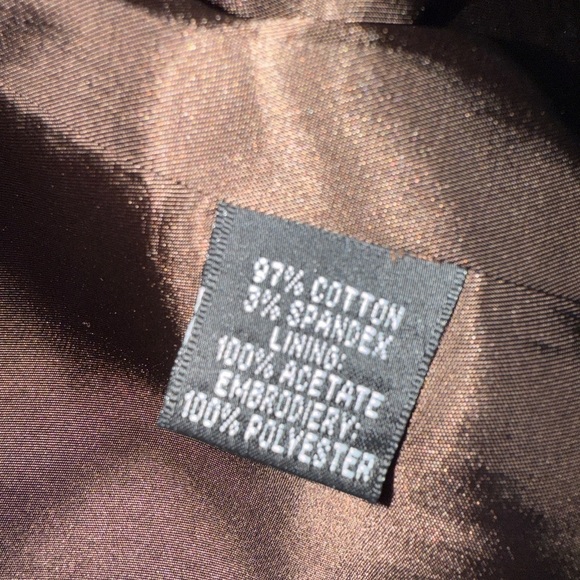 97% COTTON
3% SPANDEX
LINING:
100% ACETATE
EMBRODIERY:
100% POLYESTER